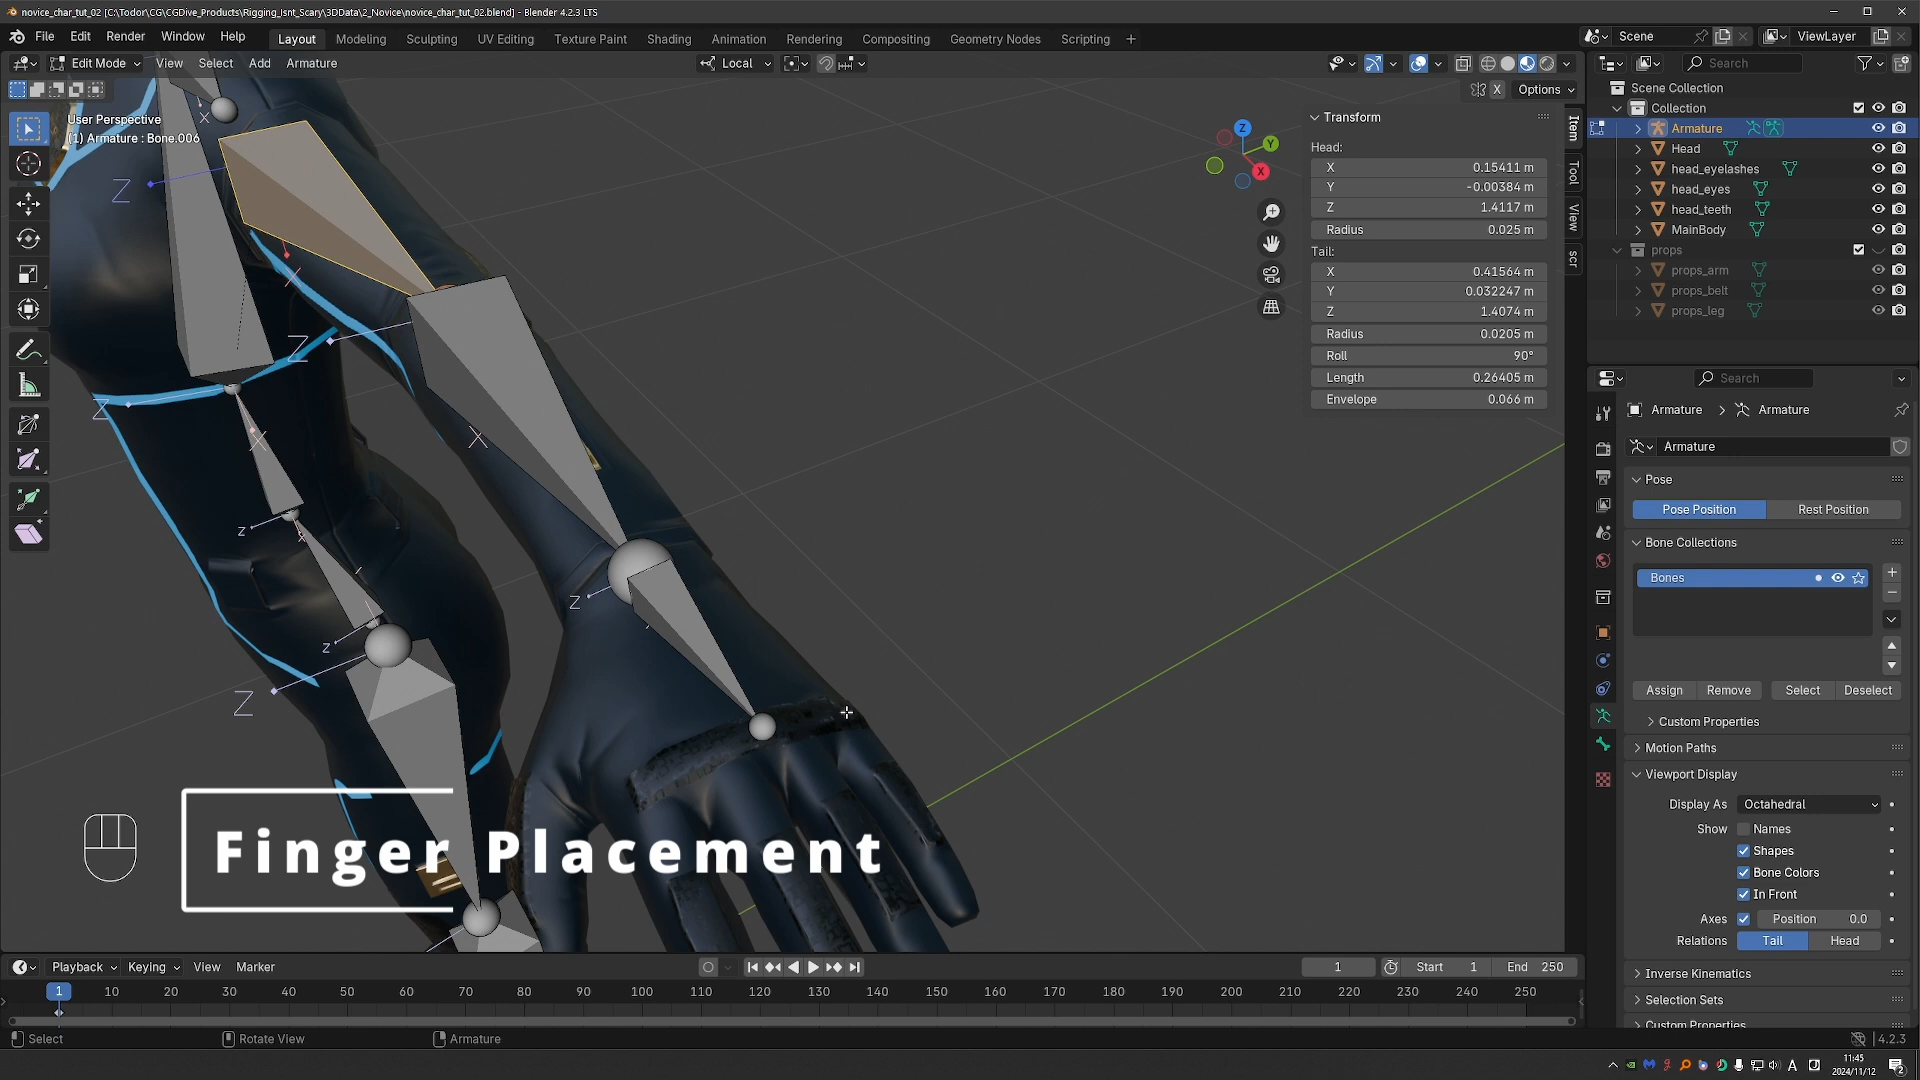 novice_char_tut_02 [C:\Todor\CG\CGDive_Products\Rigging_Isnt_Scary\3DData\2_Novice\novice_char_tut_02.blend] - Blender 4.2.3 LTS
File Edit Render Window Help Layout Modeling Sculpting UV Editing Texture Paint Shading Animation Rendering Compositing Geometry Nodes Scripting + Scene ViewLayer
Edit Mode View Select Add Armature Local Search
X Options
Scene Collection
Collection
Armature
Head
head_eyelashes
head_eyes
head_teeth
MainBody
props
props_arm
props_belt
props_leg
User Perspective
(1) Armature : Bone.006
Transform
Head:
X 0.15411 m
Y -0.00384 m
Z 1.4117 m
Radius 0.025 m
Tail:
X 0.41564 m
Y 0.032247 m
Z 1.4074 m
Radius 0.0205 m
Roll 90°
Length 0.26405 m
Envelope 0.066 m
Item
Tool
View
scr
Z
Y
X
X
Z
X
Z
Z
X
X
Z
Z
X
Z
Z
Search
Armature > Armature
Armature
Pose
Pose Position Rest Position
Bone Collections
Bones
Assign Remove Select Deselect
Custom Properties
Motion Paths
Viewport Display
Display As Octahedral
Show Names
Shapes
Bone Colors
In Front
Axes Position 0.0
Relations Tail Head
Inverse Kinematics
Selection Sets
Custom Properties
Finger Placement
Playback Keying View Marker 1 Start 1 End 250
1 10 20 30 40 50 60 70 80 90 100 110 120 130 140 150 160 170 180 190 200 210 220 230 240 250
Select Rotate View Armature 4.2.3
A 11:45
2024/11/12 2